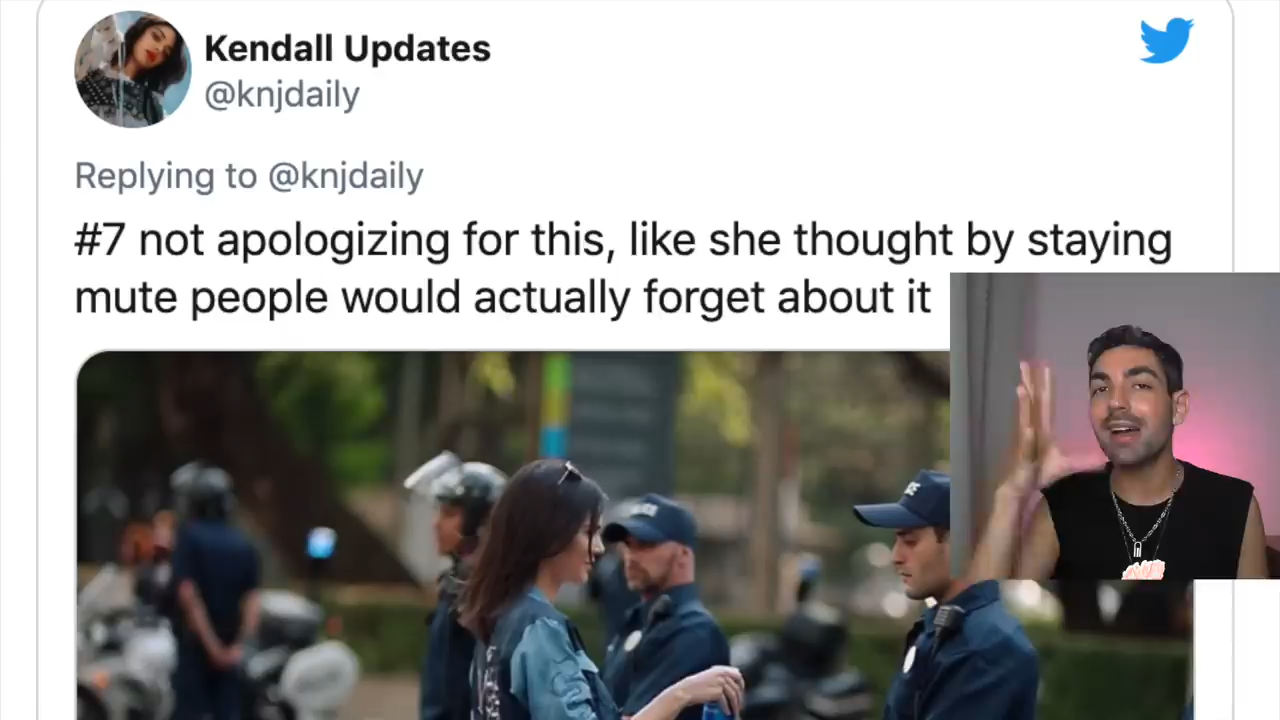 Kendall Updates
@knjdaily
Replying to @knjdaily
#7 not apologizing for this, like she thought by staying
mute people would actually forget about it